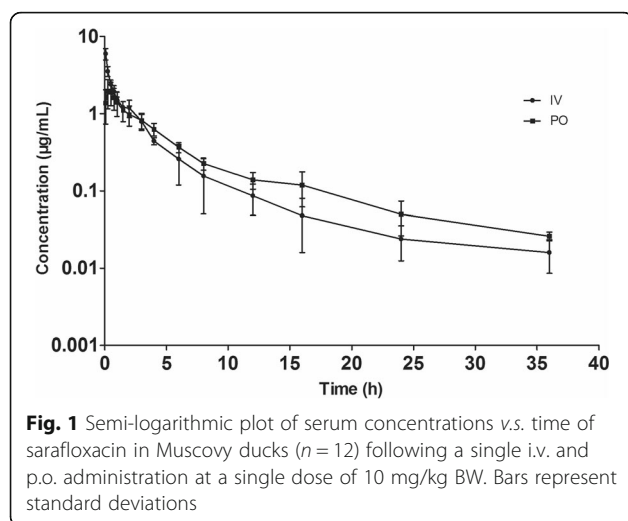 10
1
0.1
0.01
0.001
Concentration (µg/mL)
IV
PO
0 5 10 15 20 25 30 35 40
Time (h)
Fig. 1 Semi-logarithmic plot of serum concentrations v.s. time of
sarafloxacin in Muscovy ducks (n = 12) following a single i.v. and
p.o. administration at a single dose of 10 mg/kg BW. Bars represent
standard deviations